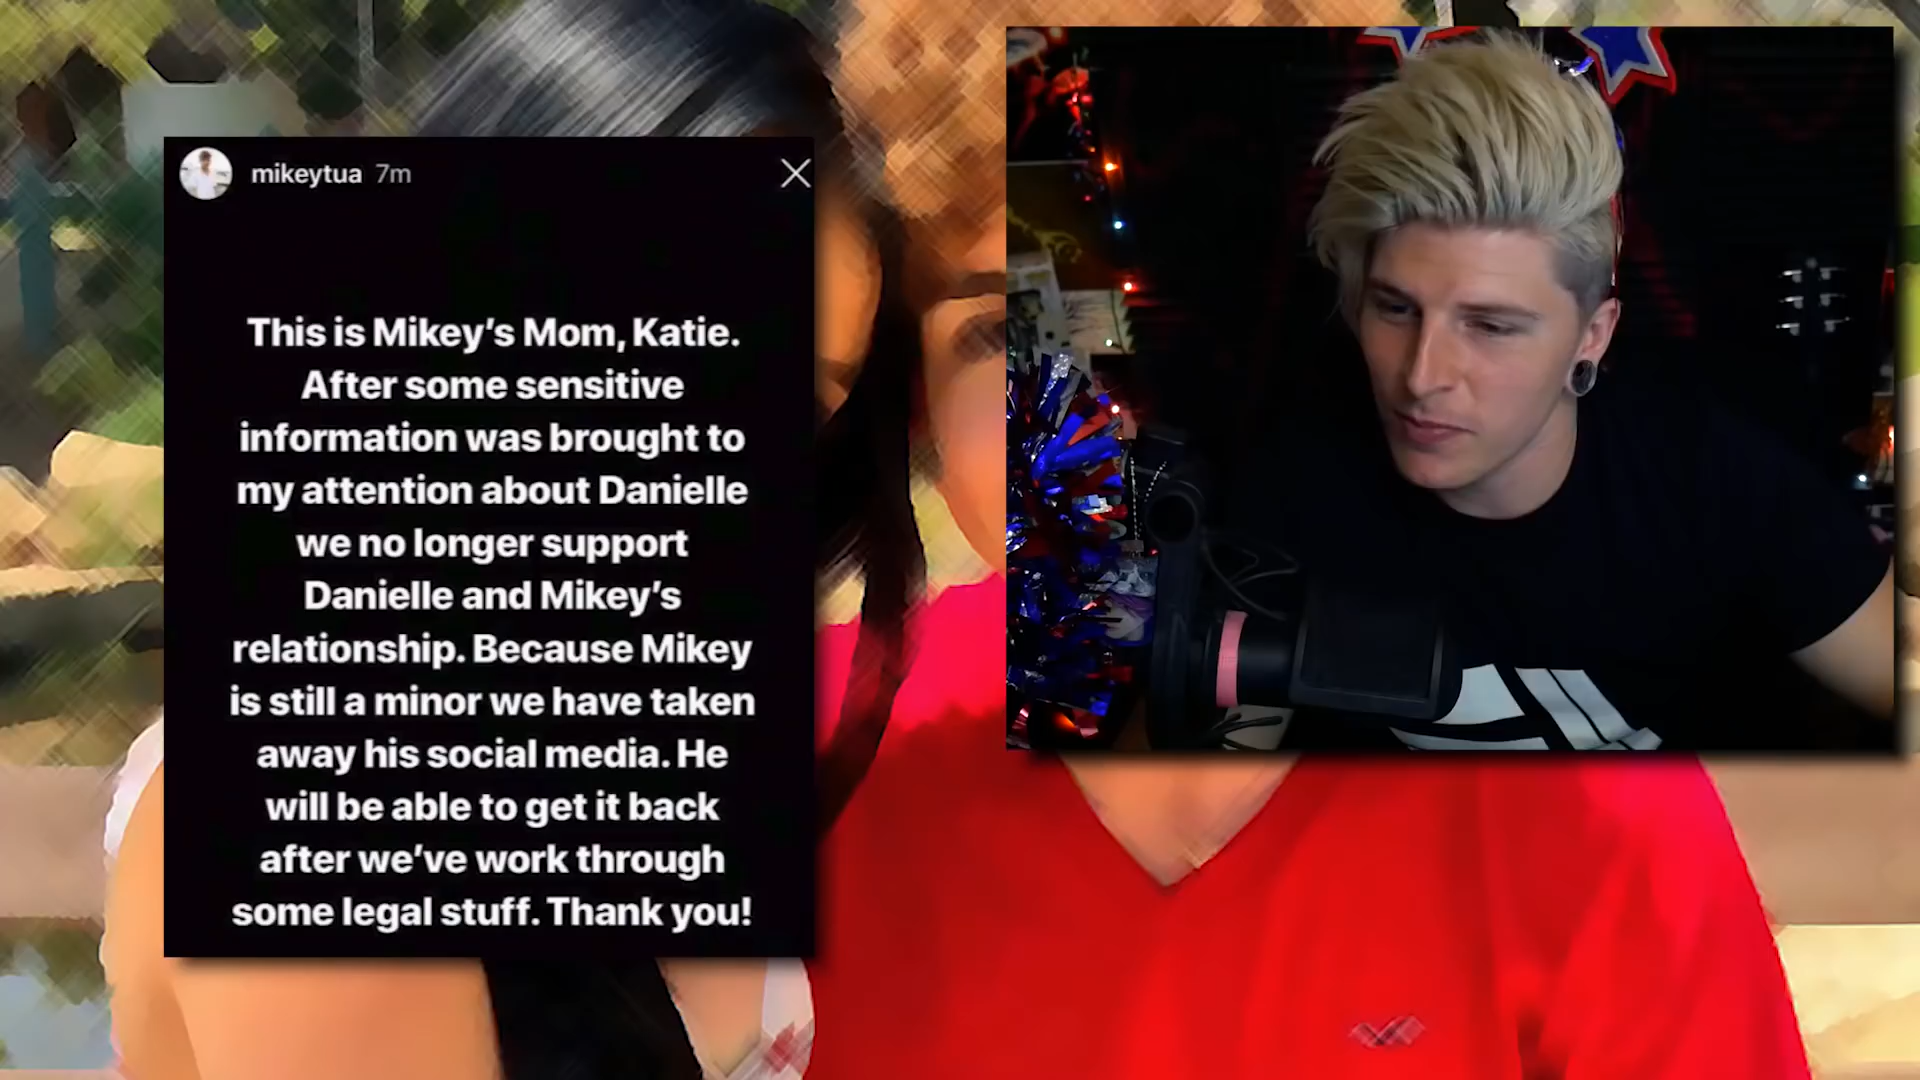 mikeytua 7m
This is Mikey’s Mom, Katie.
After some sensitive
information was brought to
my attention about Danielle
we no longer support
Danielle and Mikey’s
relationship. Because Mikey
is still a minor we have taken
away his social media. He
will be able to get it back
after we’ve work through
some legal stuff. Thank you!